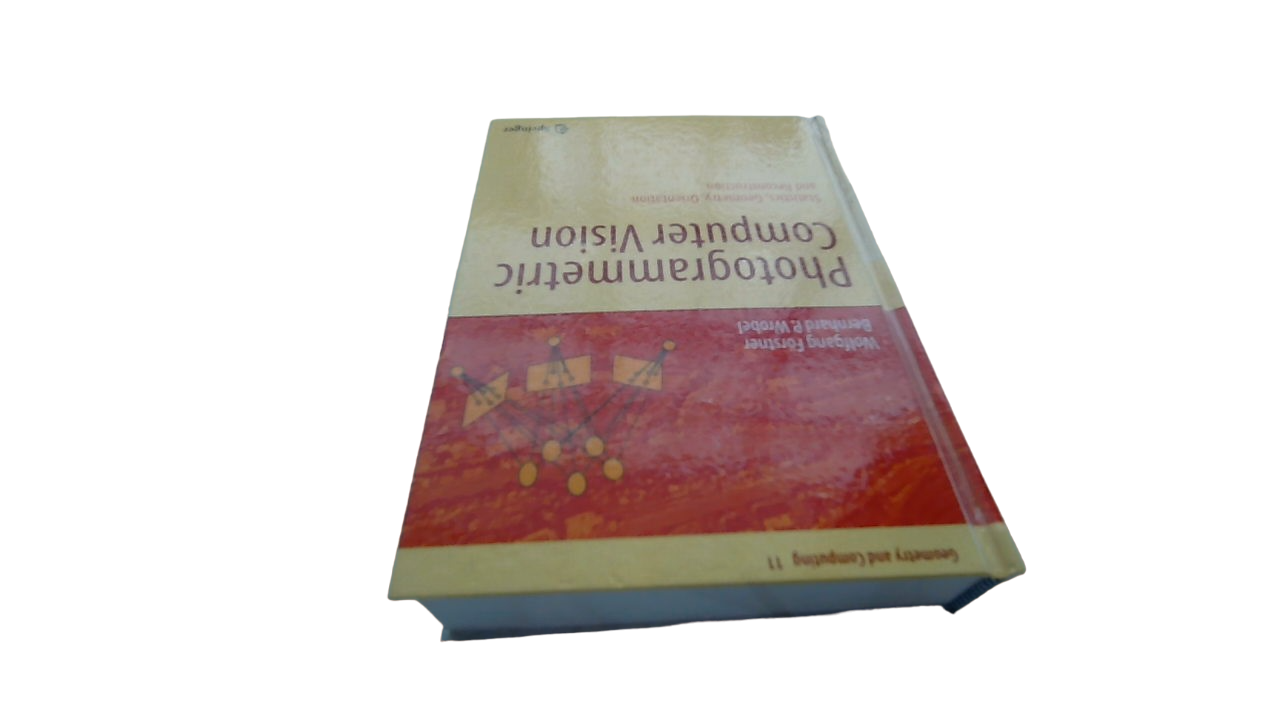 Geometry and Computing 11
Wolfgang Förstner
Bernhard P. Wrobel
Photogrammetric
Computer Vision
Statistics, Geometry, Orientation
and Reconstruction
Springer